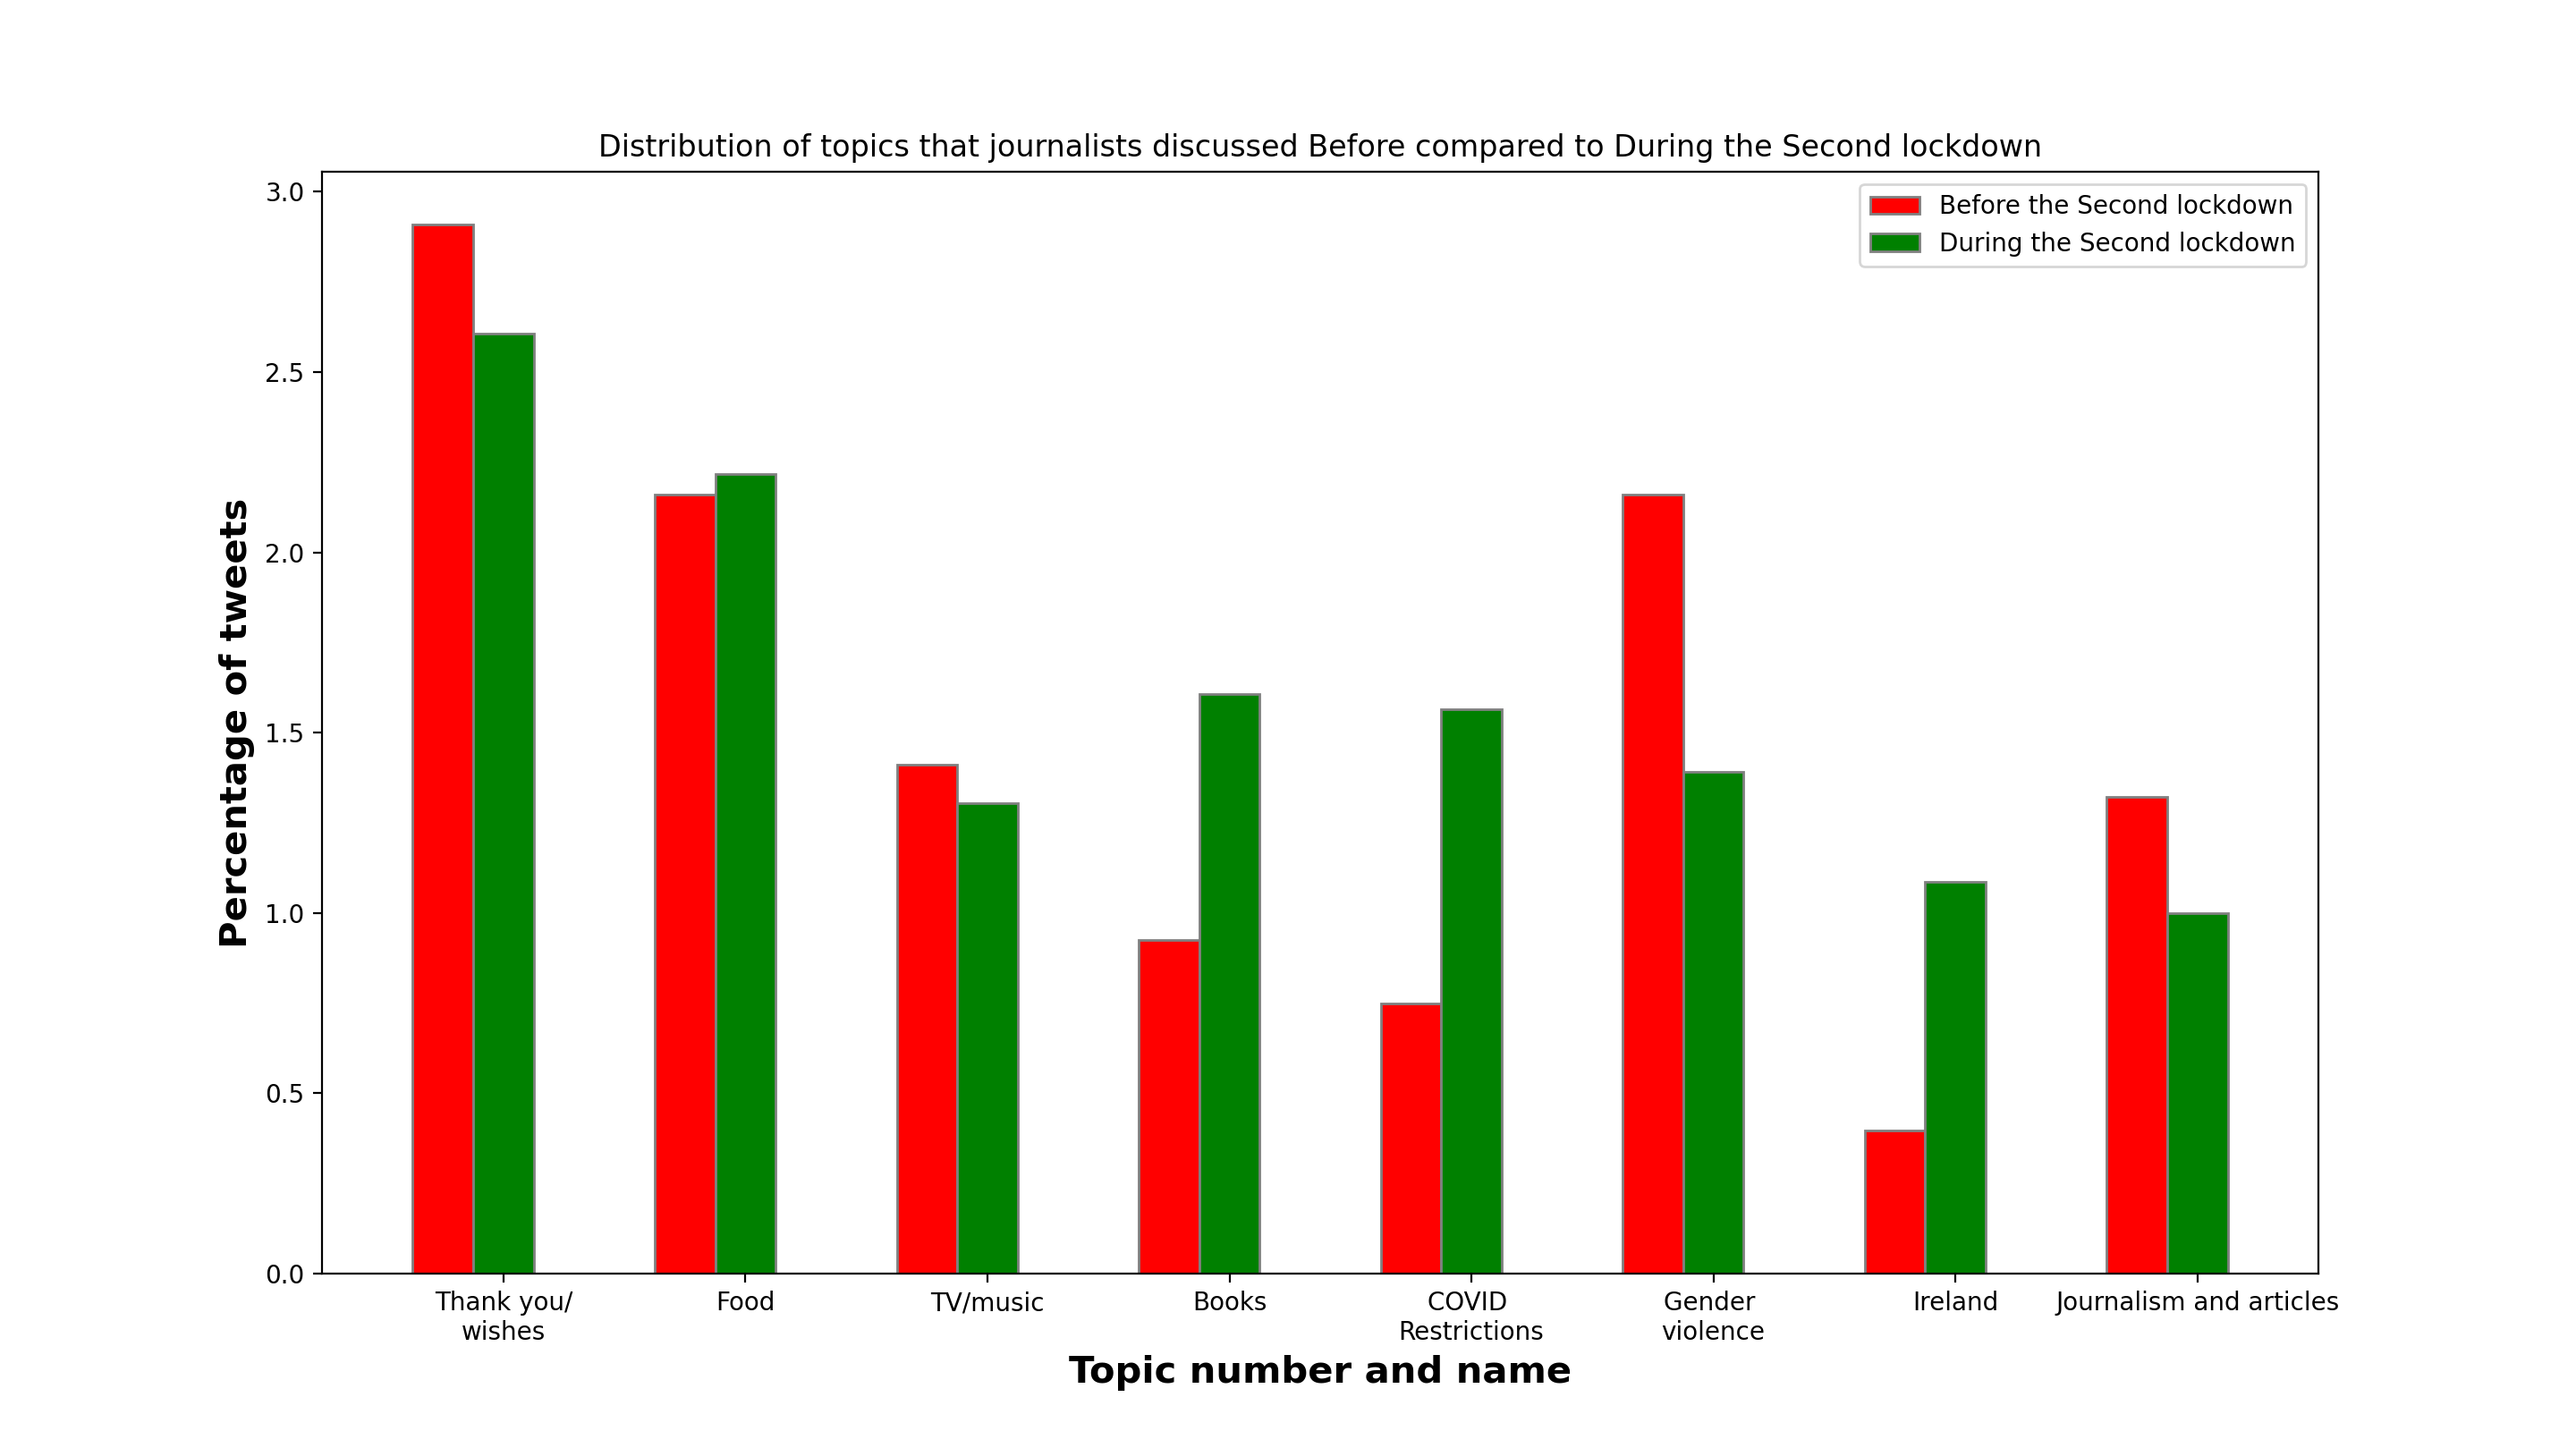 Distribution of topics that journalists discussed Before compared to During the Second lockdown
Before the Second lockdown
During the Second lockdown
Percentage of tweets
3.0
2.5
2.0
1.5
1.0
0.5
0.0
Thank you/
wishes
Food
TV/music
Books
COVID
Restrictions
Gender
violence
Ireland
Journalism and articles
Topic number and name